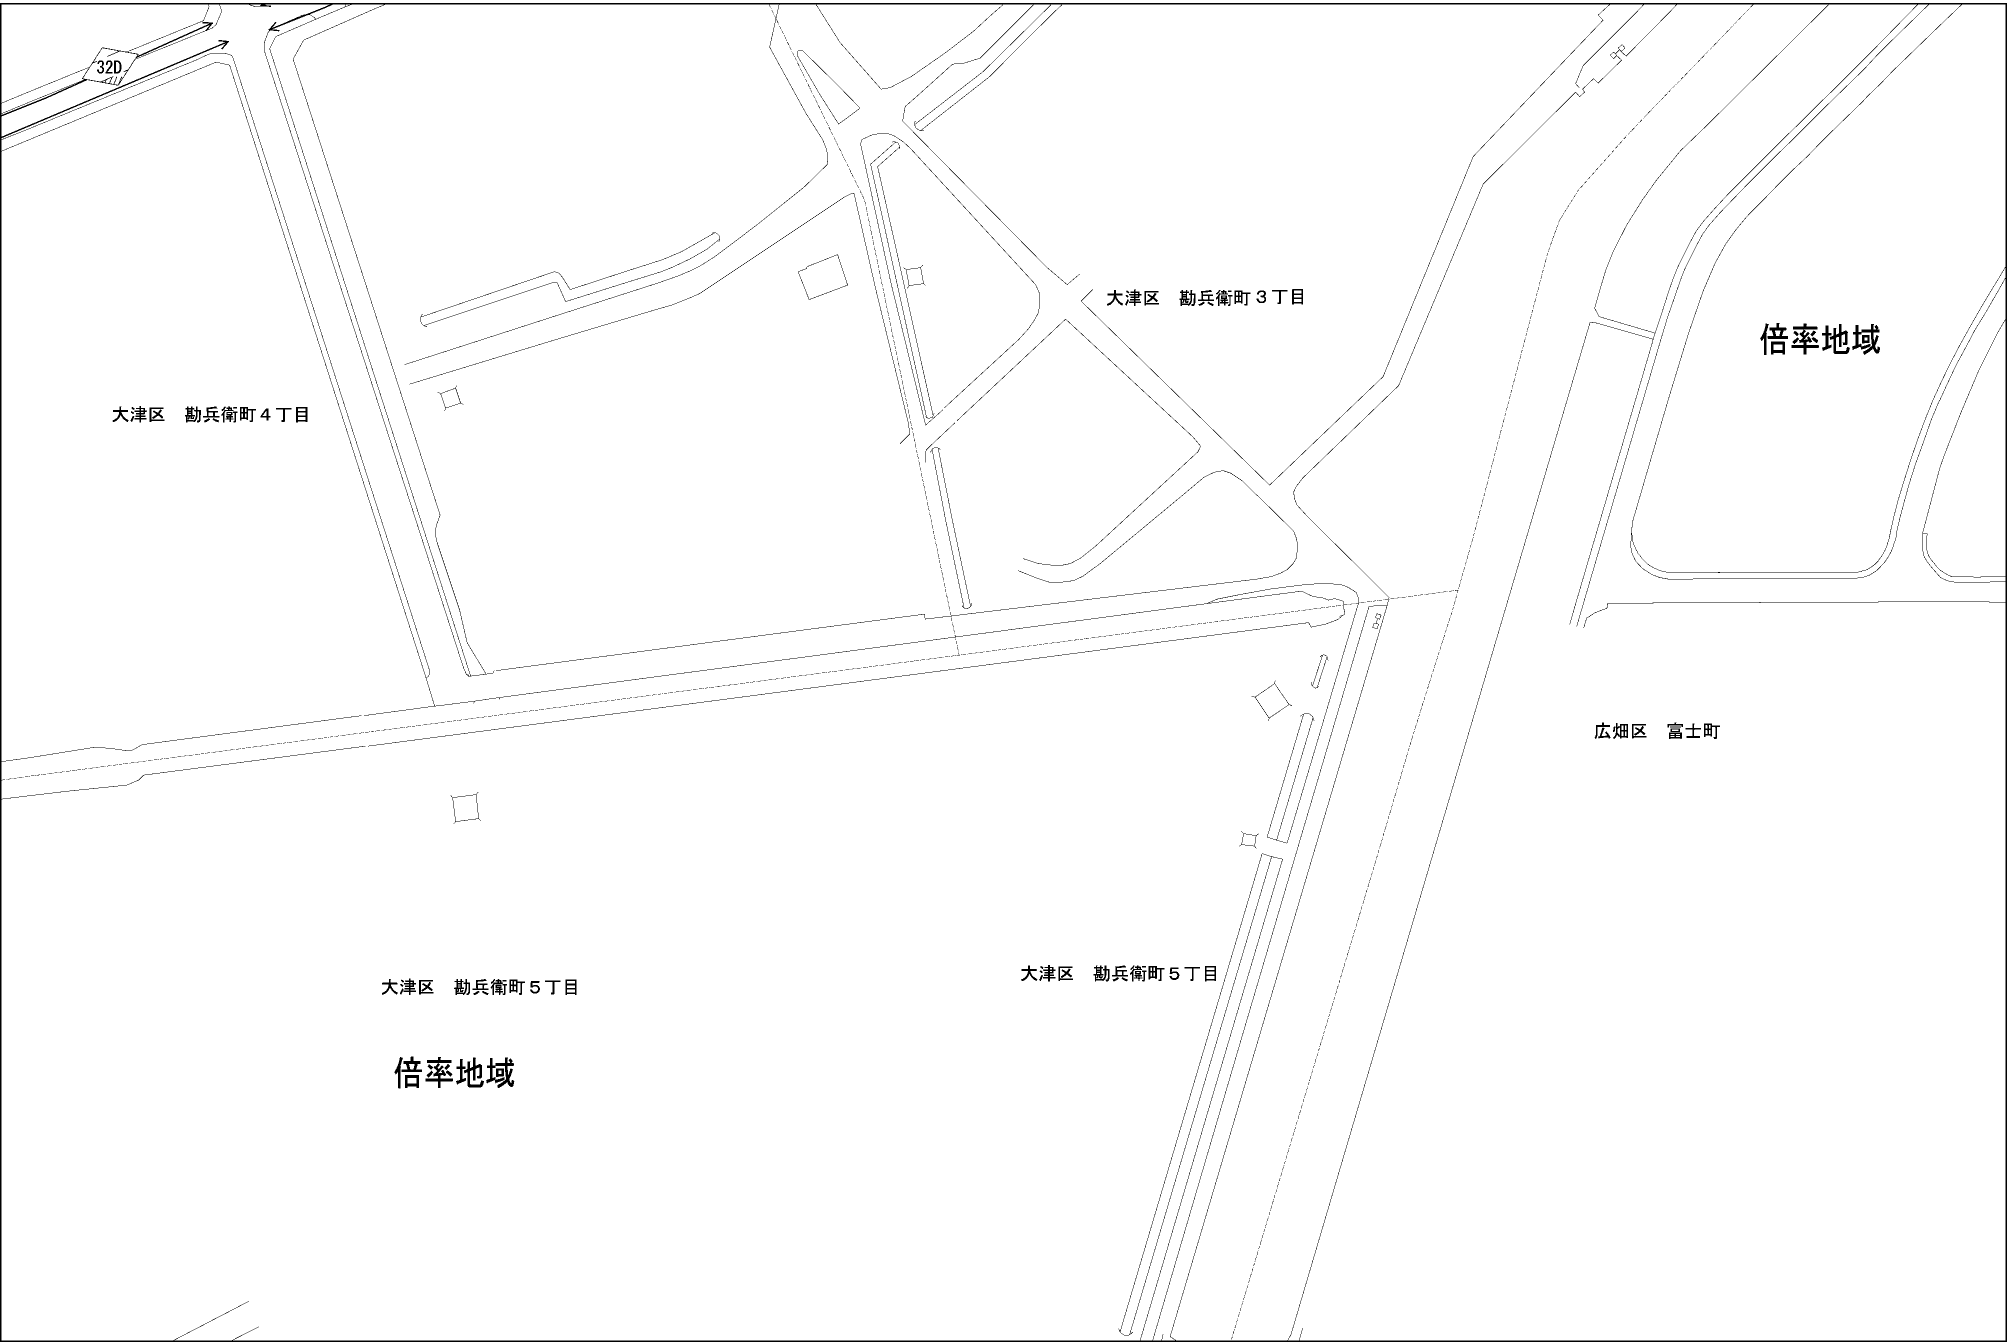 32D
大津区　勘兵衛町３丁目
倍率地域
大津区　勘兵衛町４丁目
広畑区　富士町
大津区　勘兵衛町５丁目
大津区　勘兵衛町５丁目
倍率地域